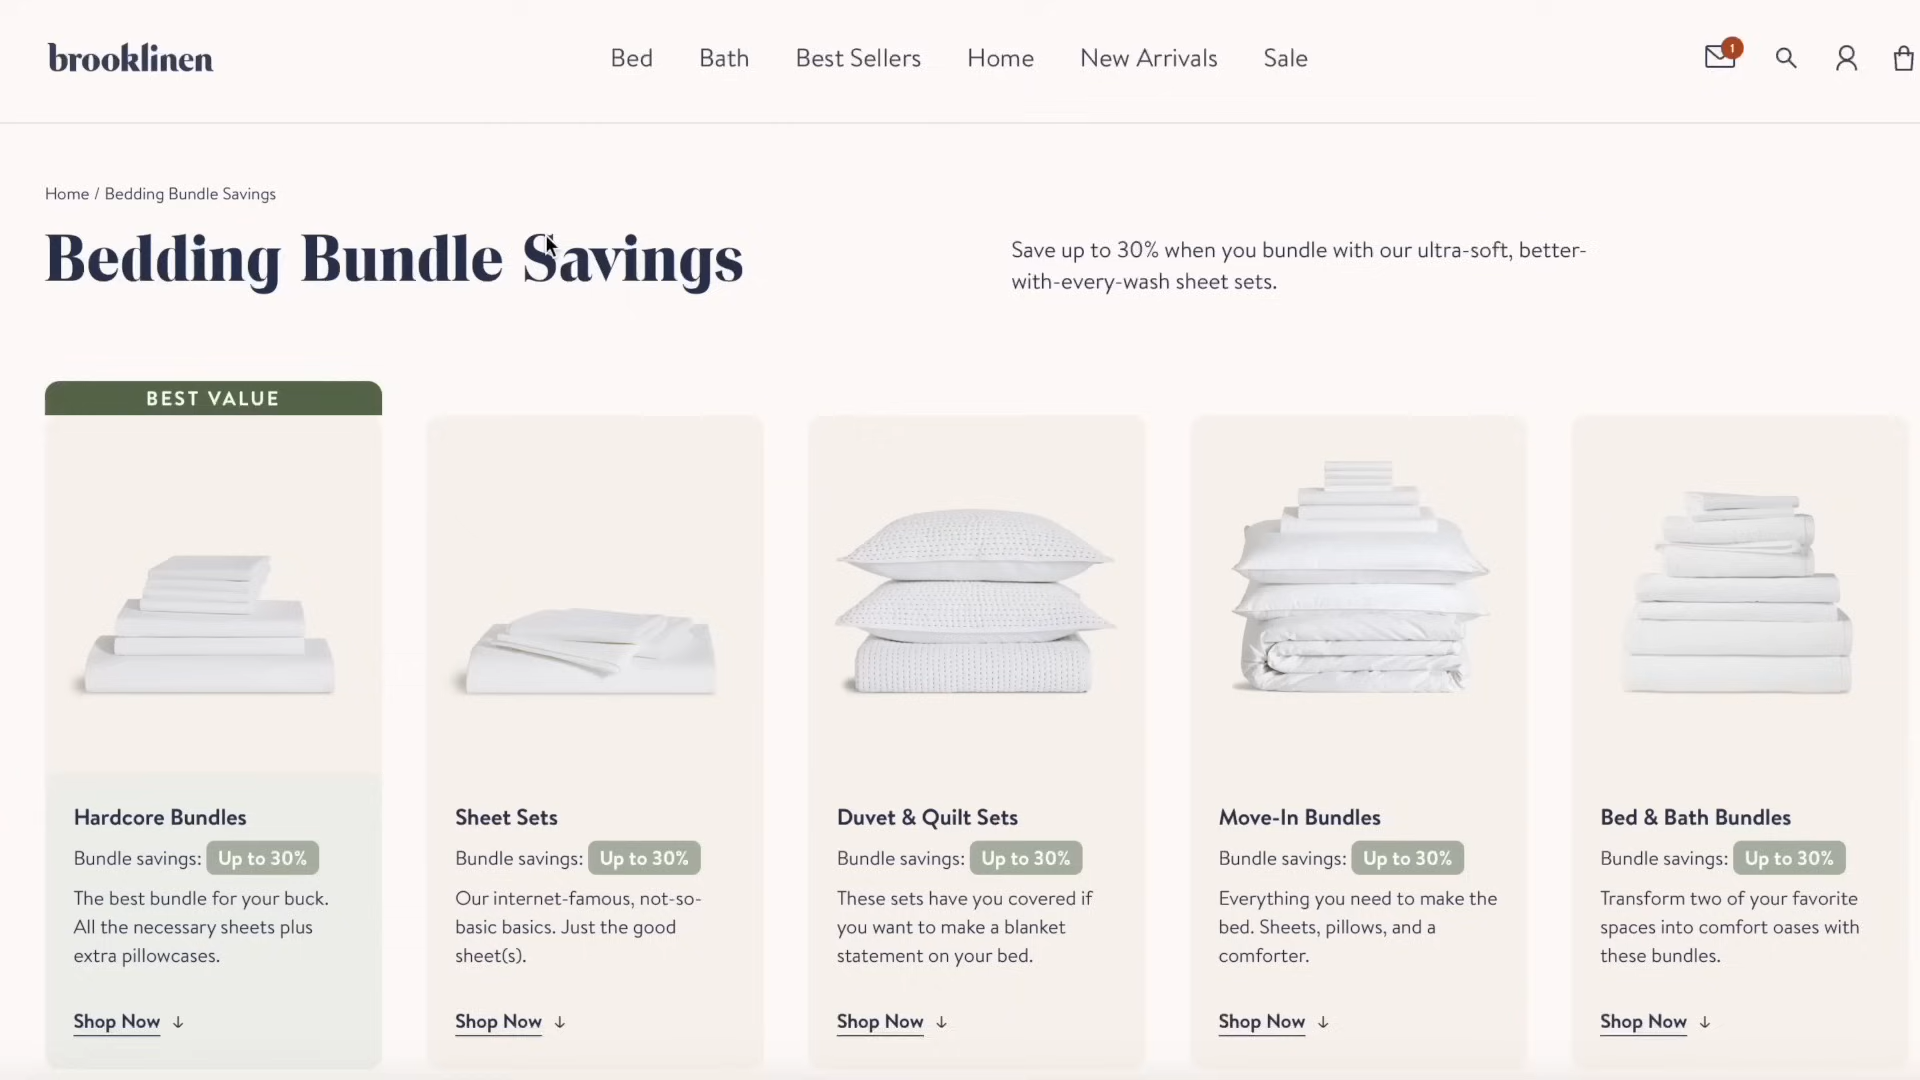 brooklinen
Bed
Bath
Best Sellers
Home
New Arrivals
Sale
1
Home / Bedding Bundle Savings
Bedding Bundle Savings
Save up to 30% when you bundle with our ultra-soft, better-
with-every-wash sheet sets.
BEST VALUE
Hardcore Bundles
Bundle savings: Up to 30%
The best bundle for your buck.
All the necessary sheets plus
extra pillowcases.
Shop Now ↓
Sheet Sets
Bundle savings: Up to 30%
Our internet-famous, not-so-
basic basics. Just the good
sheet(s).
Shop Now ↓
Duvet & Quilt Sets
Bundle savings: Up to 30%
These sets have you covered if
you want to make a blanket
statement on your bed.
Shop Now ↓
Move-In Bundles
Bundle savings: Up to 30%
Everything you need to make the
bed. Sheets, pillows, and a
comforter.
Shop Now ↓
Bed & Bath Bundles
Bundle savings: Up to 30%
Transform two of your favorite
spaces into comfort oases with
these bundles.
Shop Now ↓